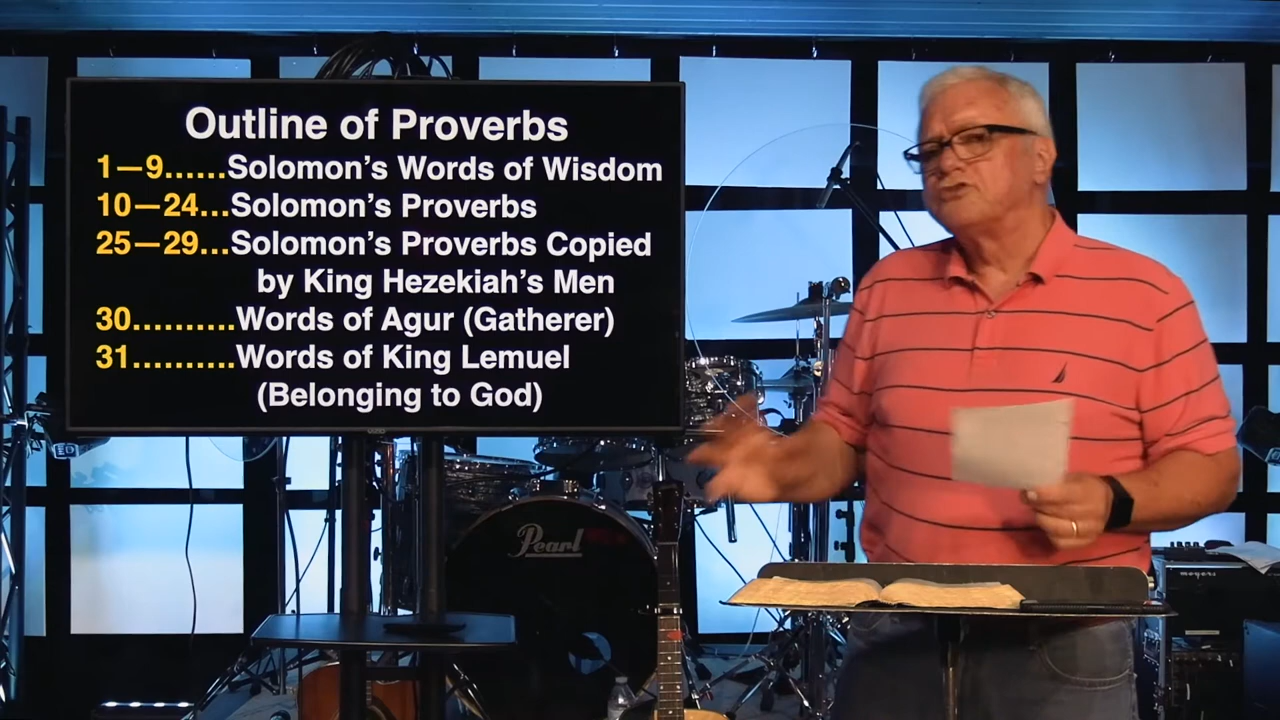 Outline of Proverbs
1—9......Solomon's Words of Wisdom
10—24...Solomon's Proverbs
25—29...Solomon's Proverbs Copied
by King Hezekiah's Men
30..........Words of Agur (Gatherer)
31..........Words of King Lemuel
(Belonging to God)
Pearl